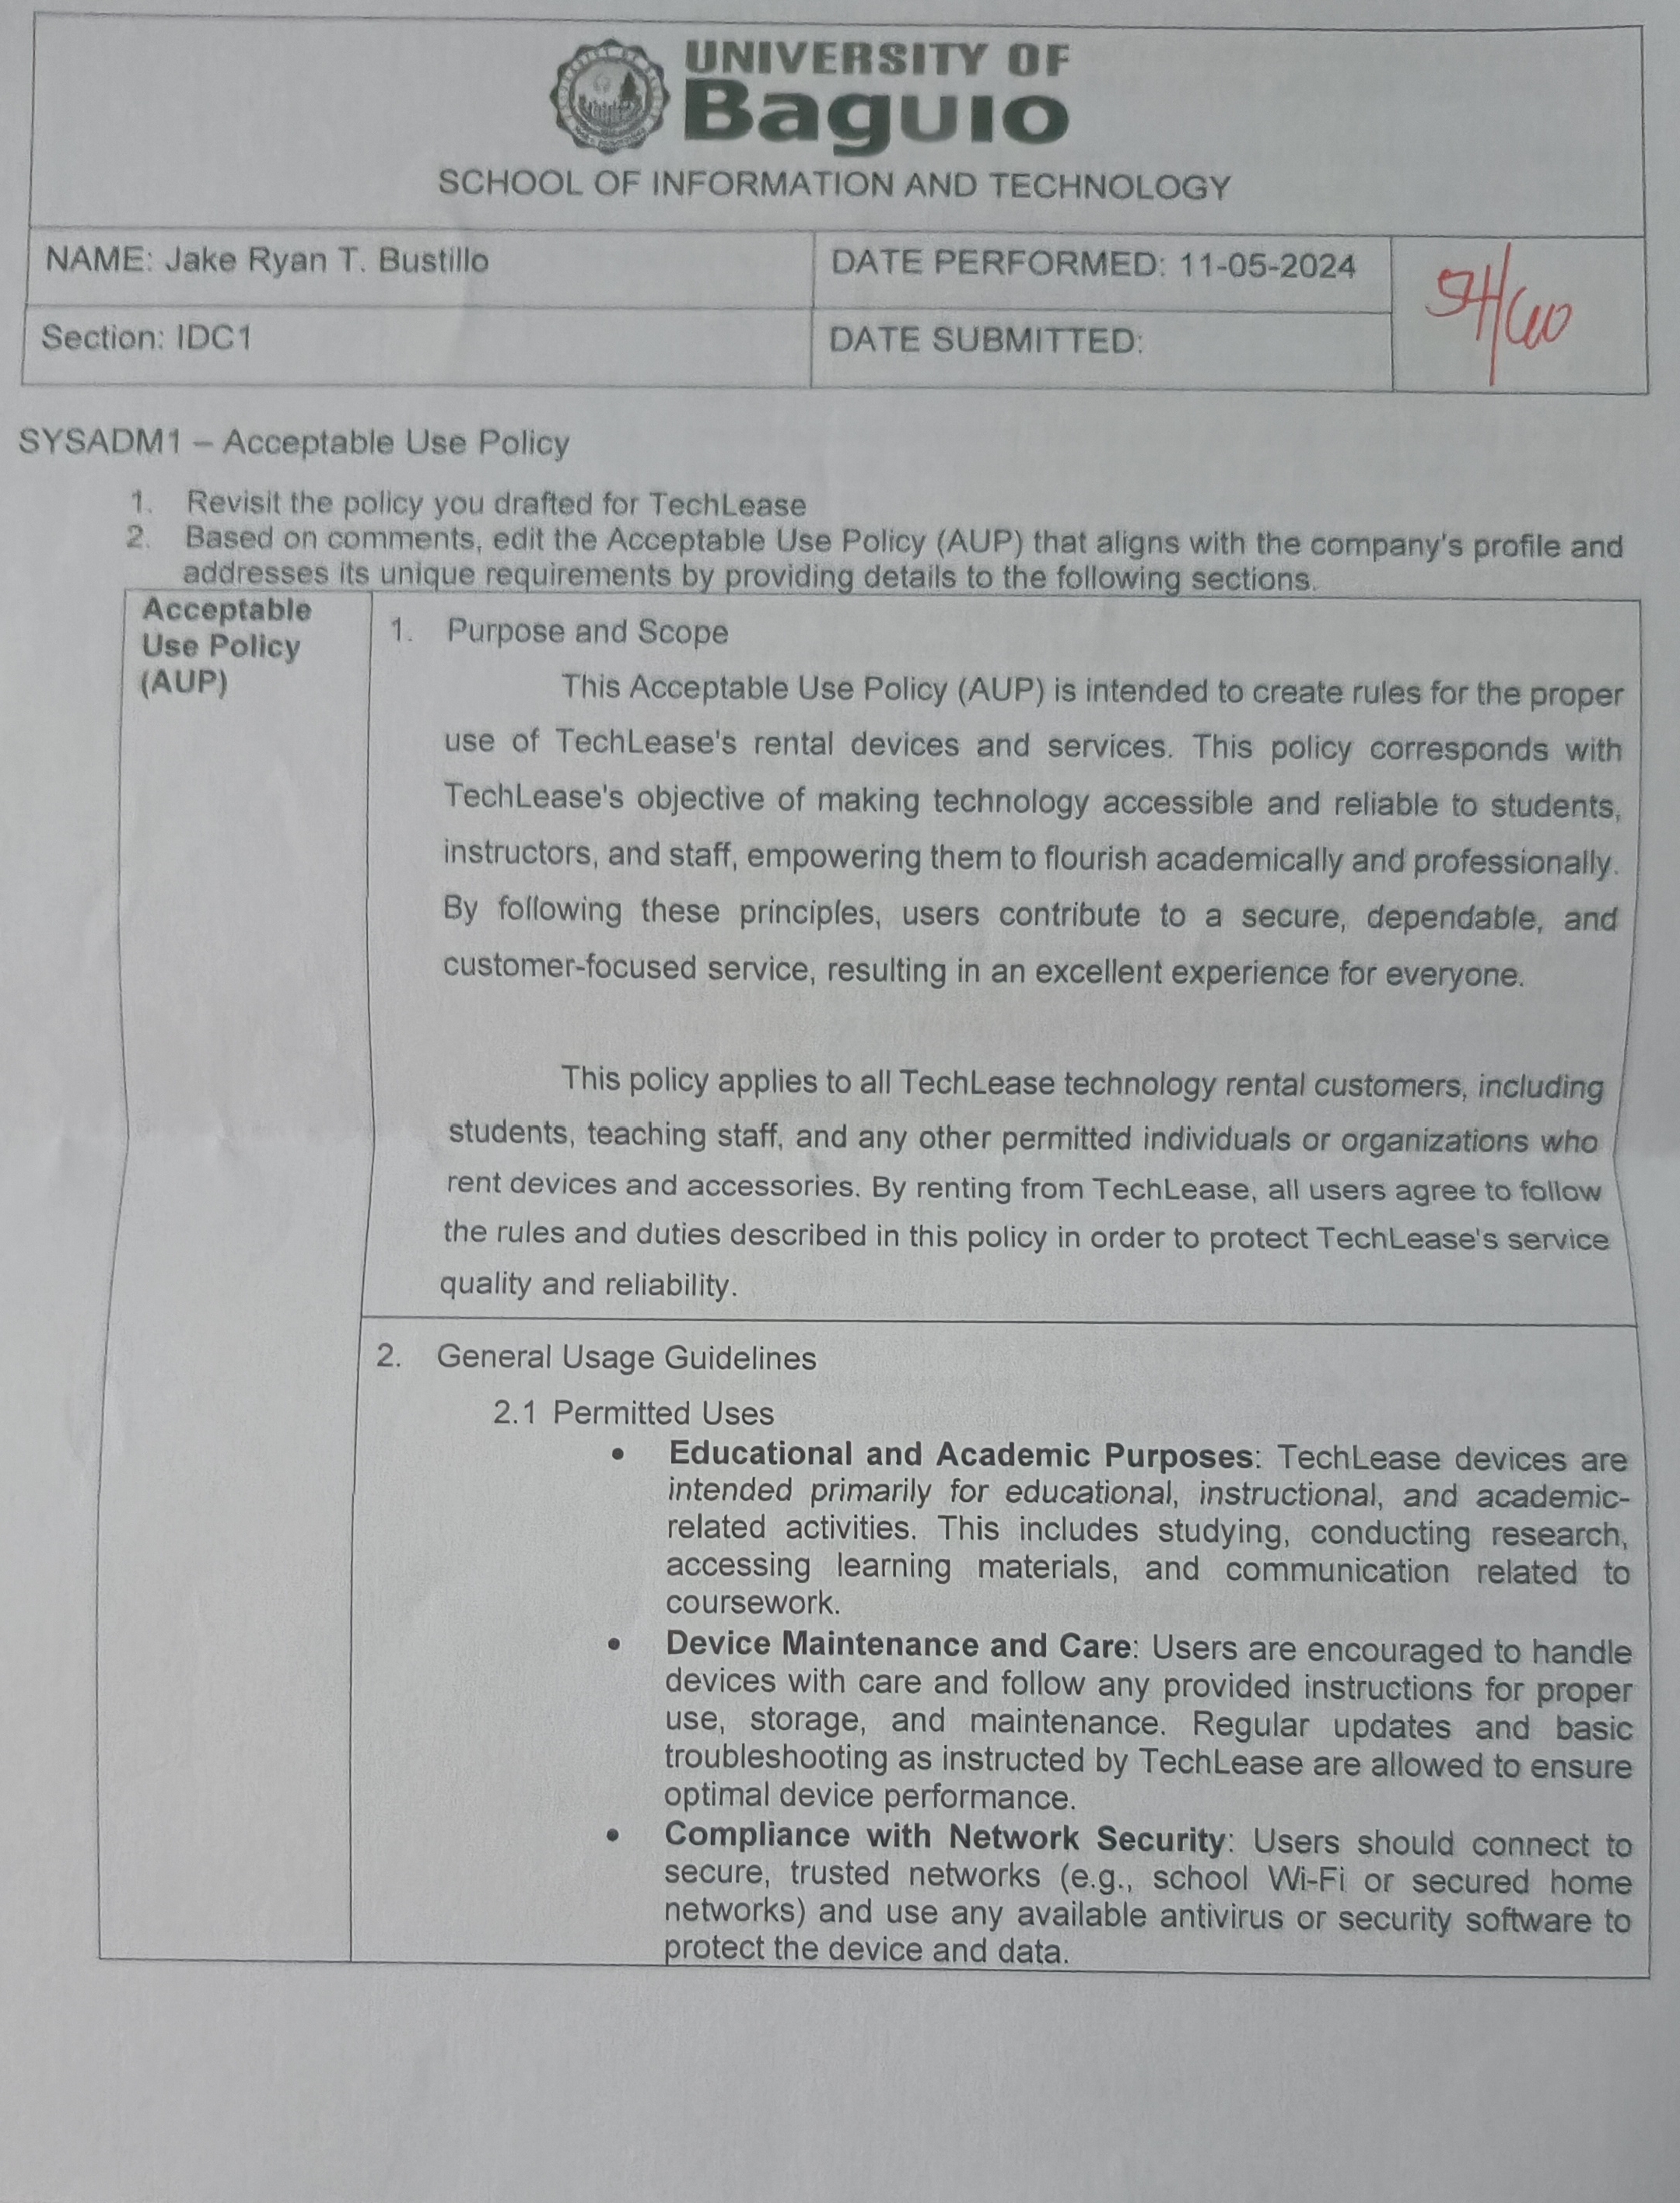 UNIVERSITY OF
Baguio
SCHOOL OF INFORMATION AND TECHNOLOGY
NAME: Jake Ryan T. Bustillo
DATE PERFORMED: 11-05-2024
54/60
Section: IDC1
DATE SUBMITTED:
SYSADM1 – Acceptable Use Policy
1. Revisit the policy you drafted for TechLease
2. Based on comments, edit the Acceptable Use Policy (AUP) that aligns with the company's profile and
addresses its unique requirements by providing details to the following sections.
Acceptable
Use Policy
(AUP)
1. Purpose and Scope
This Acceptable Use Policy (AUP) is intended to create rules for the proper
use of TechLease's rental devices and services. This policy corresponds with
TechLease's objective of making technology accessible and reliable to students,
instructors, and staff, empowering them to flourish academically and professionally.
By following these principles, users contribute to a secure, dependable, and
customer-focused service, resulting in an excellent experience for everyone.
This policy applies to all TechLease technology rental customers, including
students, teaching staff, and any other permitted individuals or organizations who
rent devices and accessories. By renting from TechLease, all users agree to follow
the rules and duties described in this policy in order to protect TechLease's service
quality and reliability.
2. General Usage Guidelines
2.1 Permitted Uses
• Educational and Academic Purposes: TechLease devices are
intended primarily for educational, instructional, and academic-
related activities. This includes studying, conducting research,
accessing learning materials, and communication related to
coursework.
• Device Maintenance and Care: Users are encouraged to handle
devices with care and follow any provided instructions for proper
use, storage, and maintenance. Regular updates and basic
troubleshooting as instructed by TechLease are allowed to ensure
optimal device performance.
• Compliance with Network Security: Users should connect to
secure, trusted networks (e.g., school Wi-Fi or secured home
networks) and use any available antivirus or security software to
protect the device and data.